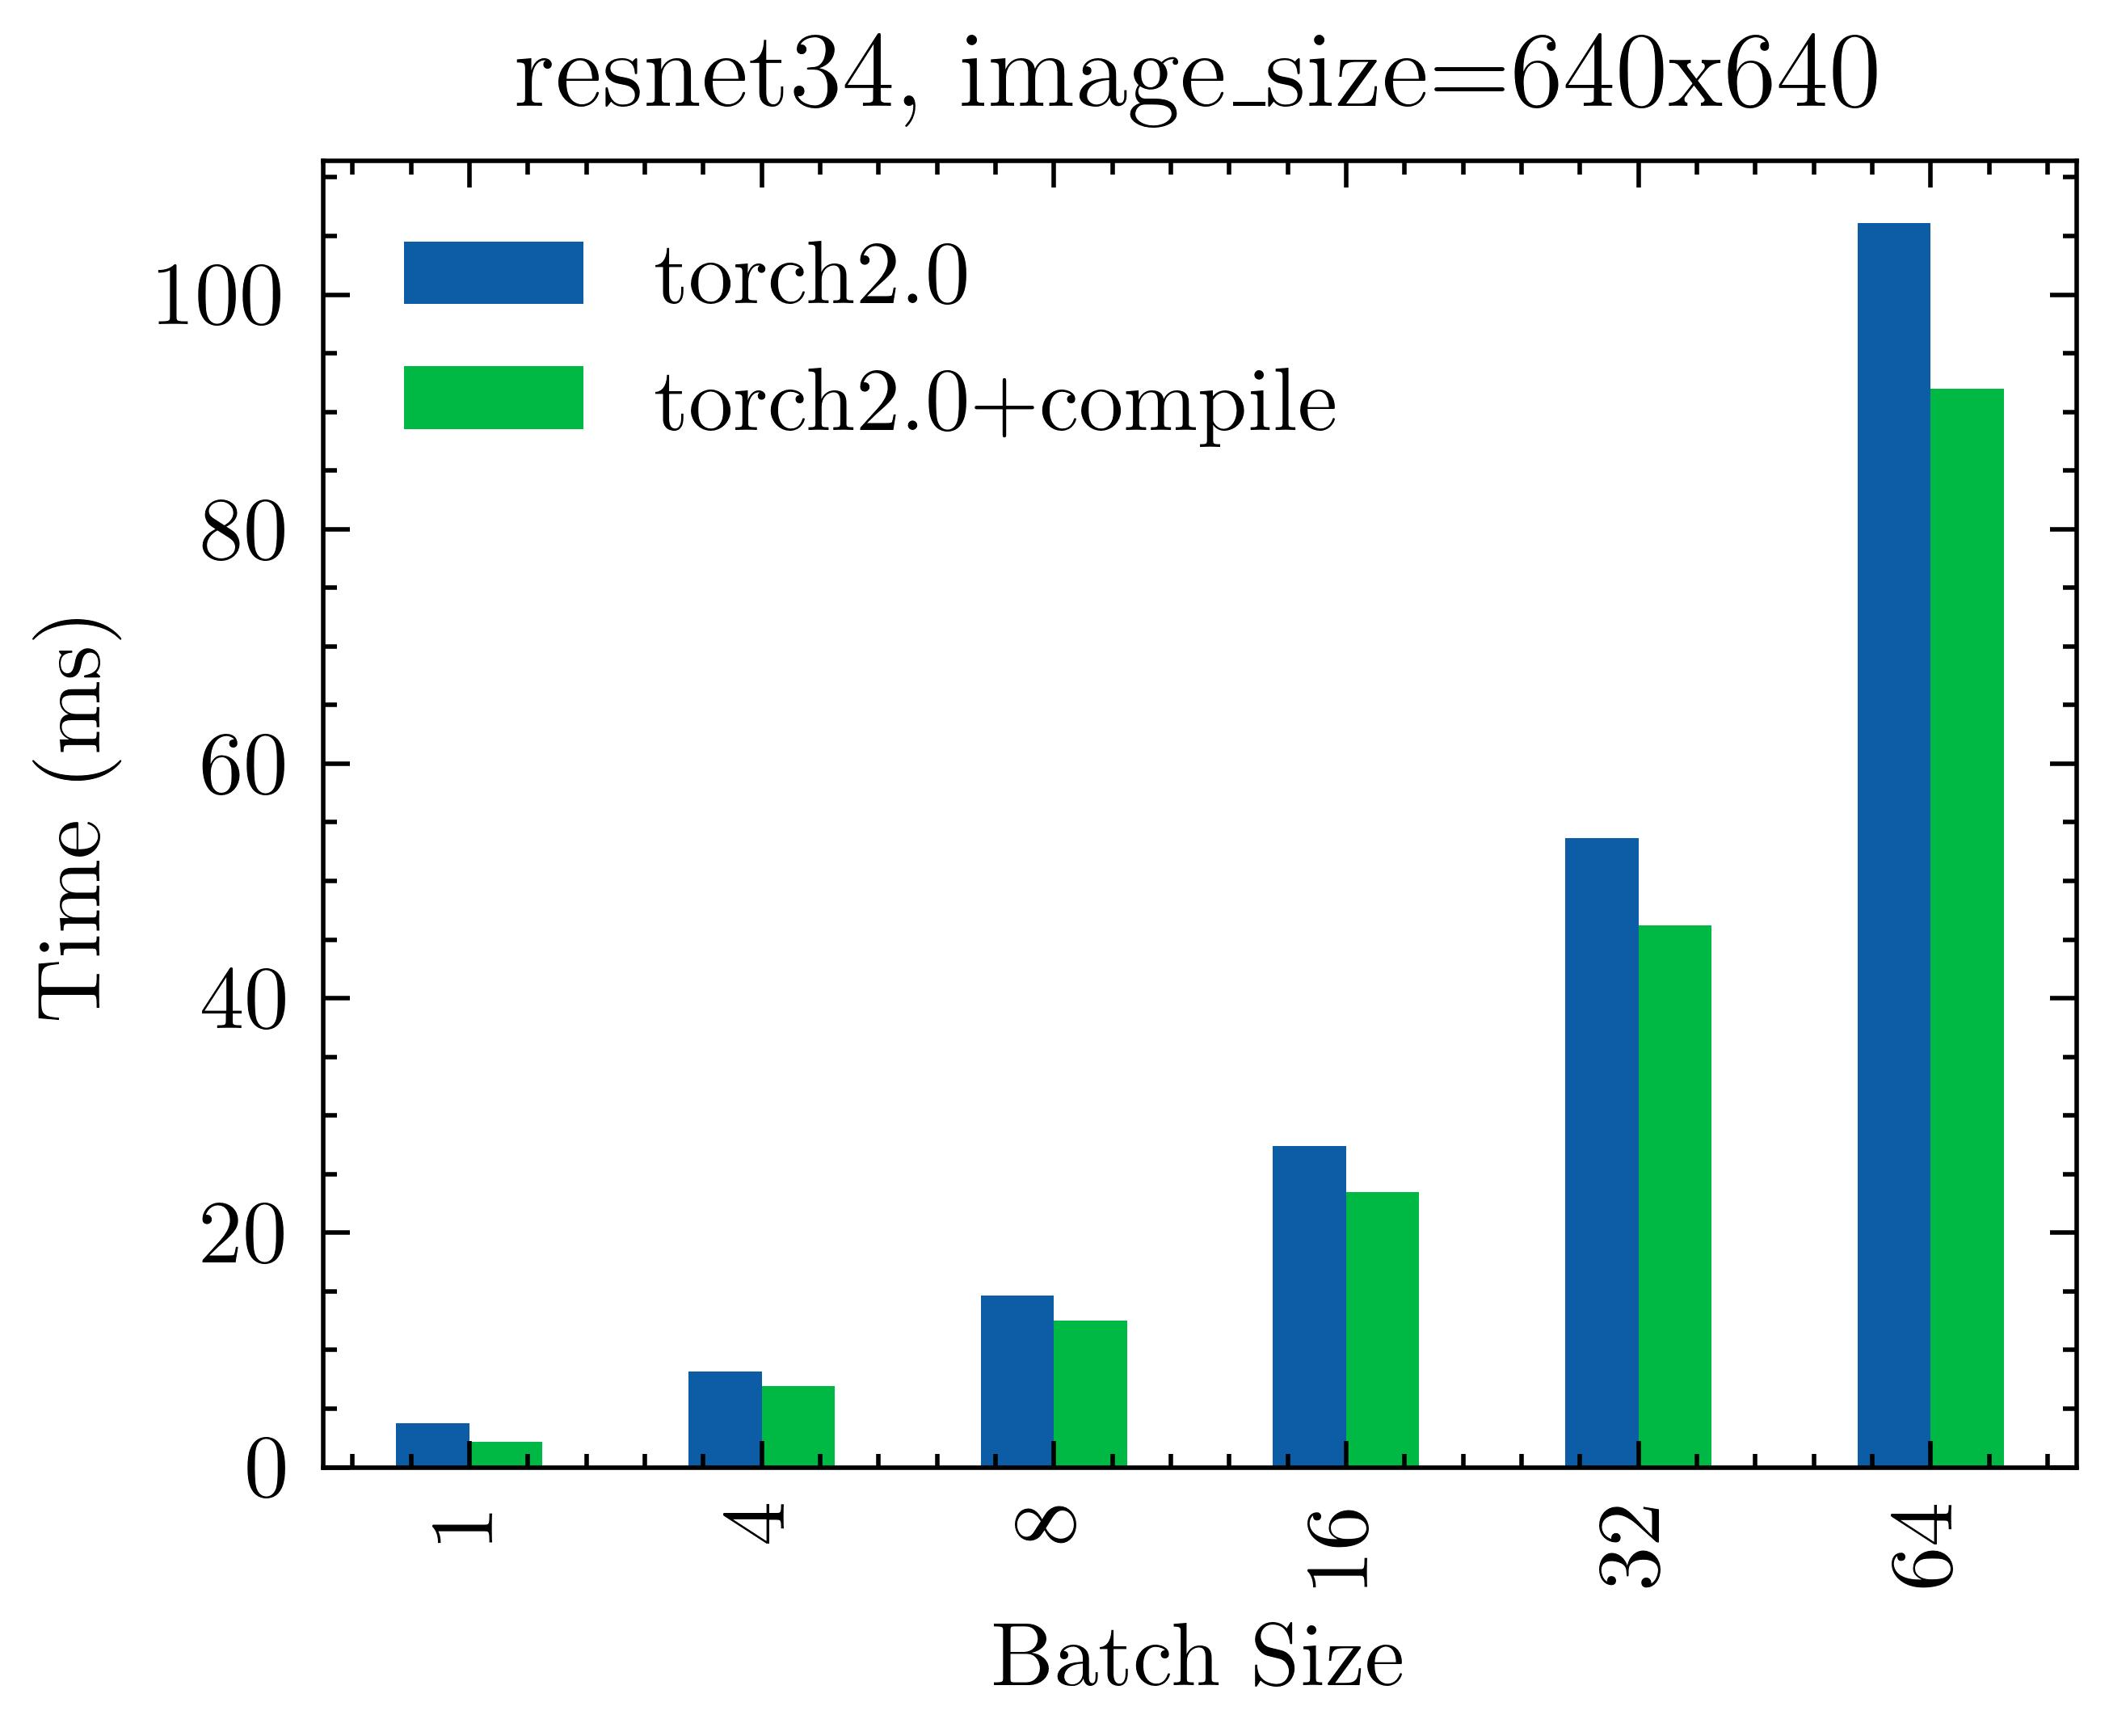 resnet34, image_size=640x640
torch2.0
torch2.0+compile
100
80
60
40
20
0
Time (ms)
1 4 8 16 32 64
Batch Size